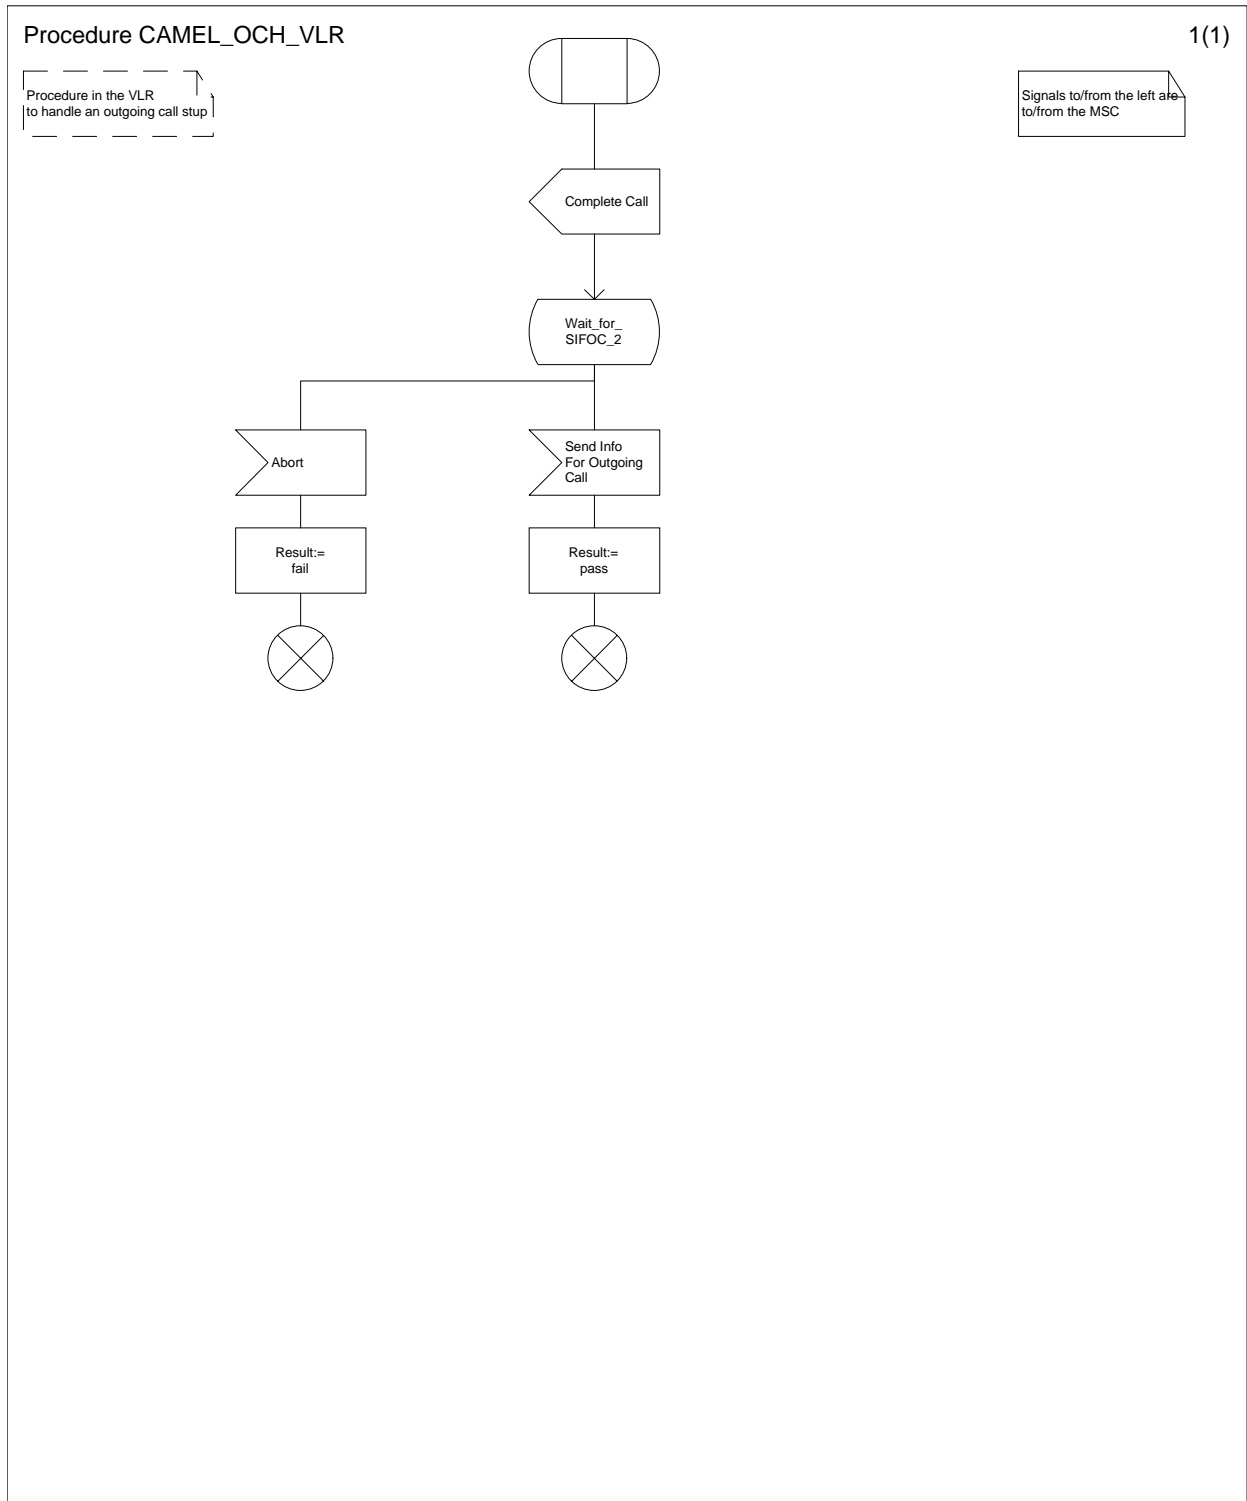 Procedure CAMEL_OCH_VLR
1(1)
Procedure in the VLR
to handle an outgoing call stup
Signals to/from the left are
to/from the MSC
Complete Call
Wait_for_
SIFOC_2
Abort
Send Info
For Outgoing
Call
Result:=
fail
Result:=
pass